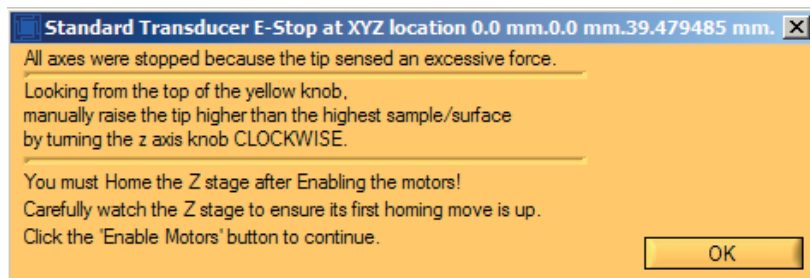 Standard Transducer E-Stop at XYZ location 0.0 mm.0.0 mm.39.479485 mm.
All axes were stopped because the tip sensed an excessive force.
Looking from the top of the yellow knob,
manually raise the tip higher than the highest sample/surface
by turning the z axis knob CLOCKWISE.
You must Home the Z stage after Enabling the motors!
Carefully watch the Z stage to ensure its first homing move is up.
Click the 'Enable Motors' button to continue.
OK